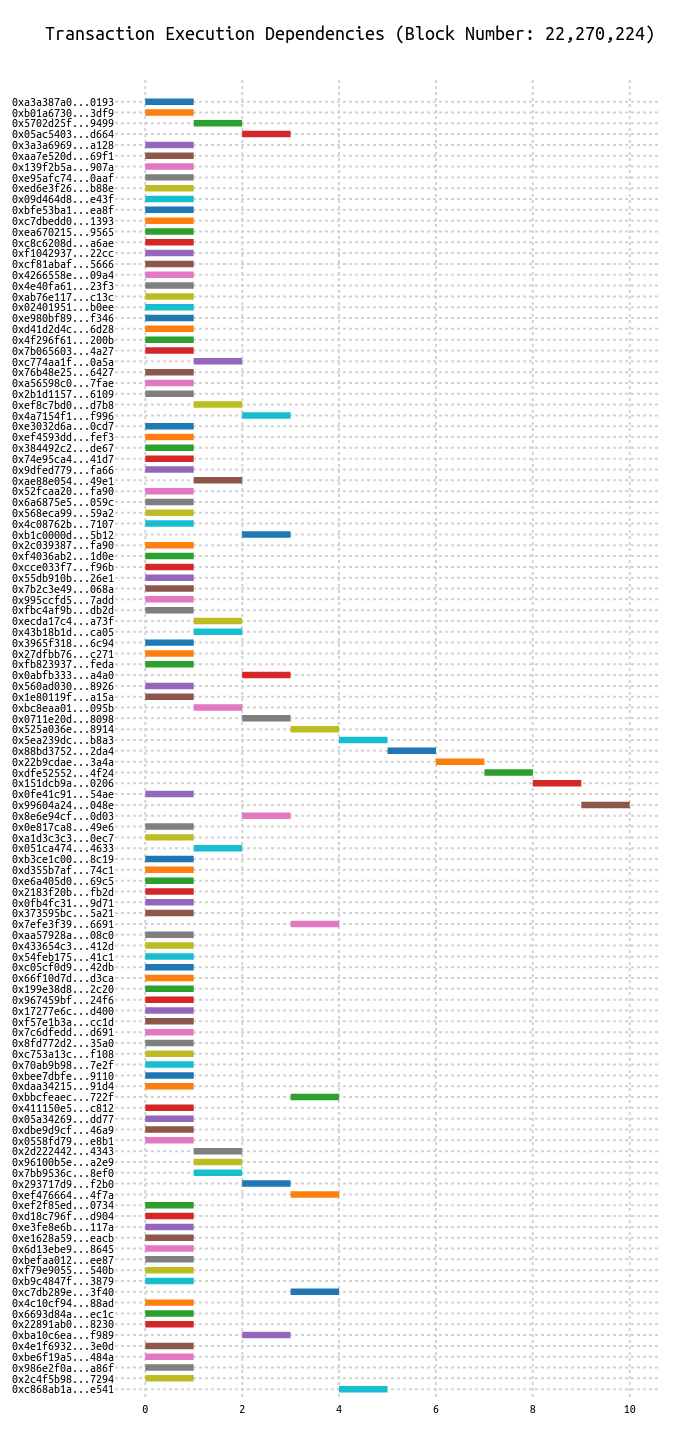 Transaction Execution Dependencies (Block Number: 22,270,224)
0xa3a387a0...0193
0xb01a6730...3df9
0x5702d25f...9499
0x05ac5403...d664
0x3a3a6969...a128
0xaa7e520d...69f1
0x139f2b5a...907a
0xe95afc74...0aaf
0xed6e3f26...b88e
0x09d464d8...e43f
0xbfe53ba1...ea8f
0xc7dbedd0...1393
0xea670215...9565
0xc8c6208d...a6ae
0xf1042937...22cc
0xcf81abaf...5666
0x4266558e...09a4
0x4e40fa61...23f3
0xab76e117...c13c
0x02401951...b0ee
0xe980bf89...f346
0xd41d2d4c...6d28
0x4f296f61...200b
0x7b065603...4a27
0xc774aa1f...0a5a
0x76b48e25...6427
0xa56598c0...7fae
0x2b1d1157...6109
0xef8c7bd0...d7b8
0x4a7154f1...f996
0xe3032d6a...0cd7
0xef4593dd...fef3
0x384492c2...de67
0x74e95ca4...41d7
0x9dfed779...fa66
0xae88e054...49e1
0x52fcaa20...fa90
0x6a6875e5...059c
0x568eca99...59a2
0x4c08762b...7107
0xb1c0000d...5b12
0x2c039387...fa90
0xf4036ab2...1d0e
0xcce033f7...f96b
0x55db910b...26e1
0x7b2c3e49...068a
0x995ccfd5...7add
0xfbc4af9b...db2d
0xecda17c4...a73f
0x43b18b1d...ca05
0x3965f318...6c94
0x27dfbb76...c271
0xfb823937...feda
0x0abfb333...a4a0
0x560ad030...8926
0x1e80119f...a15a
0xbc8eaa01...095b
0x0711e20d...8098
0x525a036e...8914
0x5ea239dc...b8a3
0x88bd3752...2da4
0x22b9cdae...3a4a
0xdfe52552...4f24
0x151dcb9a...0206
0x0fe41c91...54ae
0x99604a24...048e
0x8e6e94cf...0d03
0x0e817ca8...49e6
0xa1d3c3c3...0ec7
0x051ca474...4633
0xb3ce1c00...8c19
0xd355b7af...74c1
0xe6a405d0...69c5
0x2183f20b...fb2d
0x0fb4fc31...9d71
0x373595bc...5a21
0x7efe3f39...6691
0xaa57928a...08c0
0x433654c3...412d
0x54feb175...41c1
0xc05cf0d9...42db
0x66f10d7d...d3ca
0x199e38d8...2c20
0x967459bf...24f6
0x17277e6c...d400
0xf57e1b3a...cc1d
0x7c6dfedd...d691
0x8fd772d2...35a0
0xc753a13c...f108
0x70ab9b98...7e2f
0xbee7dbfe...9110
0xdaa34215...91d4
0xbbcfeaec...722f
0x411150e5...c812
0x05a34269...dd77
0xdbe9d9cf...46a9
0x0558fd79...e8b1
0x2d222442...4343
0x96100b5e...a2e9
0x7bb9536c...8ef0
0x293717d9...f2b0
0xef476664...4f7a
0xef2f85ed...0734
0xd18c796f...d904
0xe3fe8e6b...117a
0xe1628a59...eacb
0x6d13ebe9...8645
0xbefaa012...ee87
0xf79e9055...540b
0xb9c4847f...3879
0xc7db289e...3f40
0x4c10cf94...88ad
0x6693d84a...ec1c
0x22891ab0...8230
0xba10c6ea...f989
0x4e1f6932...3e0d
0xbe6f19a5...484a
0x986e2f0a...a86f
0x2c4f5b98...7294
0xc868ab1a...e541
0 2 4 6 8 10